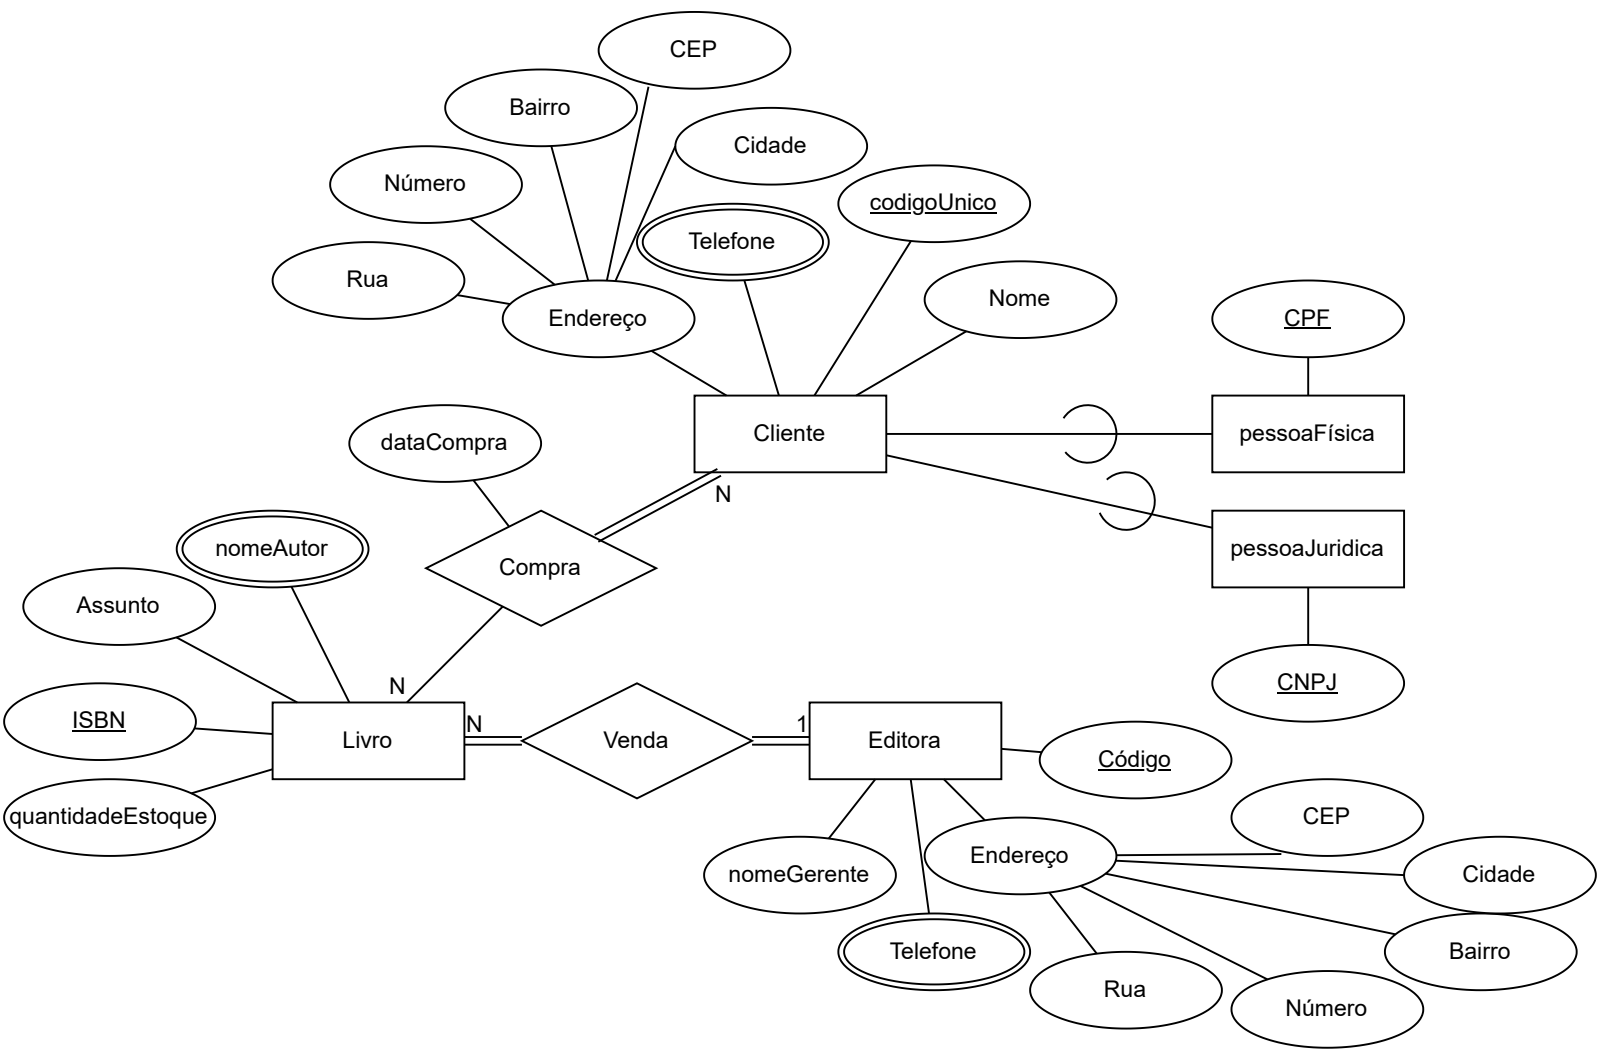 CEP
Bairro
Cidade
Número
codigoUnico
Telefone
Rua
Nome
Endereço
CPF
Cliente
pessoaFísica
dataCompra
N
nomeAutor
pessoaJuridica
Compra
Assunto
N
CNPJ
ISBN
N
1
Livro
Venda
Editora
Código
quantidadeEstoque
CEP
Endereço
nomeGerente
Cidade
Telefone
Bairro
Rua
Número